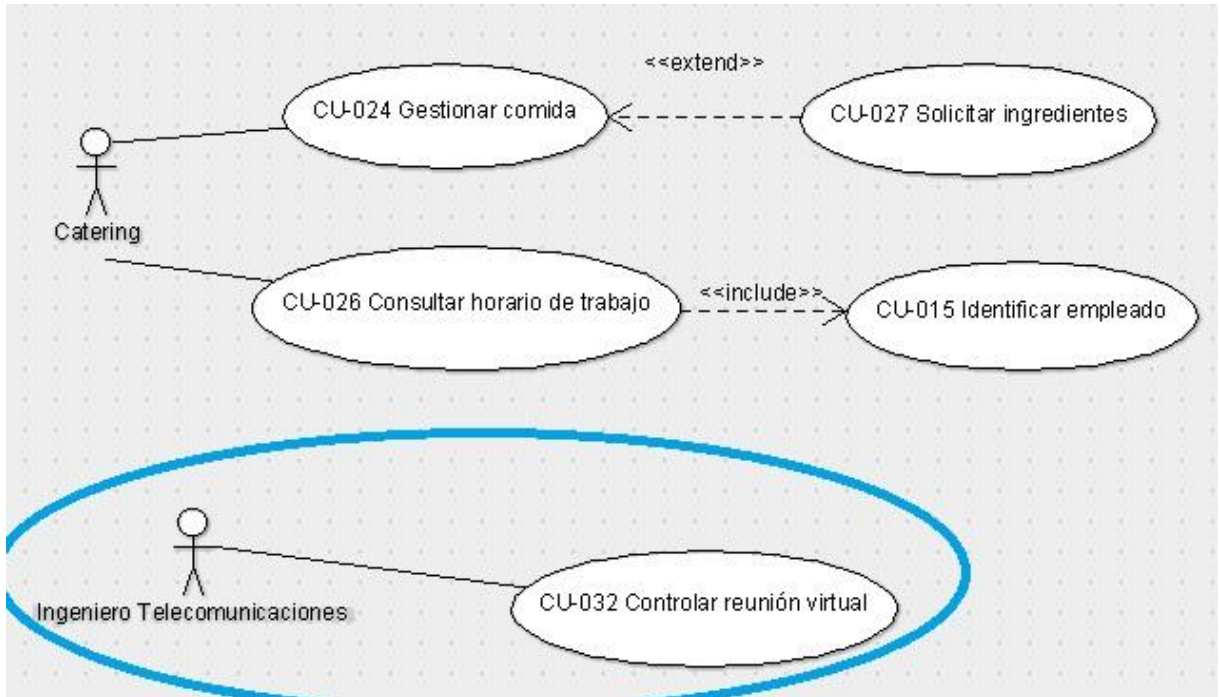 <<extend>>
CU-024 Gestionar comida
CU-027 Solicitar ingredientes
Catering
<<include>>
CU-026 Consultar horario de trabajo
CU-015 Identificar empleado
Ingeniero Telecomunicaciones
CU-032 Controlar reunión virtual